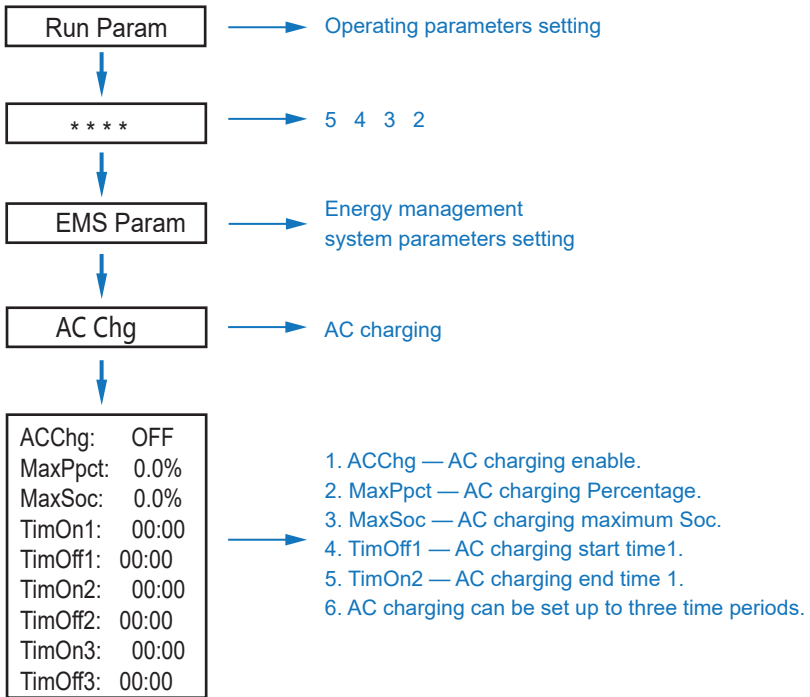 Run Param
Operating parameters setting
* * * *
5 4 3 2
EMS Param
Energy management
system parameters setting
AC Chg
AC charging
ACChg: OFF
MaxPpct: 0.0%
MaxSoc: 0.0%
TimOn1: 00:00
TimOff1: 00:00
TimOn2: 00:00
TimOff2: 00:00
TimOn3: 00:00
TimOff3: 00:00
1. ACChg — AC charging enable.
2. MaxPpct — AC charging Percentage.
3. MaxSoc — AC charging maximum Soc.
4. TimOff1 — AC charging start time1.
5. TimOn2 — AC charging end time 1.
6. AC charging can be set up to three time periods.